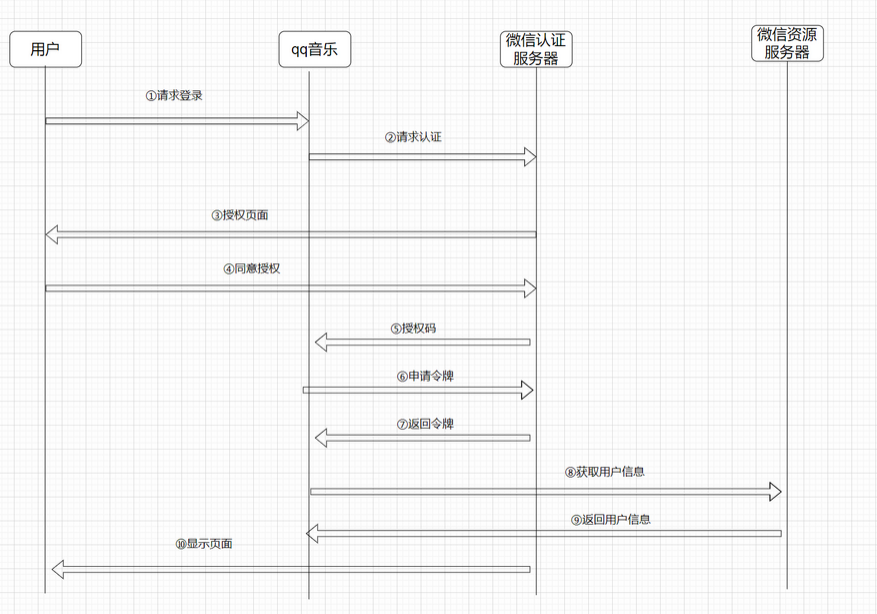 用户
qq音乐
微信认证
服务器
微信资源
服务器
①请求登录
②请求认证
③授权页面
④同意授权
⑤授权码
⑥申请令牌
⑦返回令牌
⑧获取用户信息
⑨返回用户信息
⑩显示页面